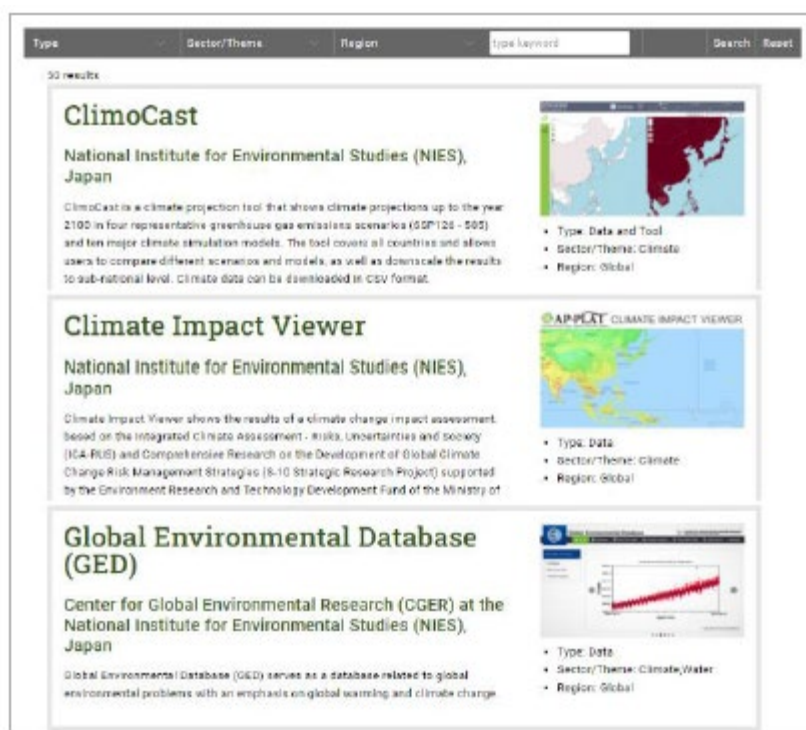 Type Sector/Theme Region type keyword Search Reset
results
ClimoCast
National Institute for Environmental Studies (NIES),
Japan
ClimoCast is a climate projection tool that shows climate projections up to the year
2100 in four representative greenhouse gas emissions scenarios (SSP126 - 585)
and ten major climate simulation models. The tool covers all countries and allows
users to compare different scenarios and models, as well as downscale the results
to sub-national level. Climate data can be downloaded in CSV format.
• Type: Data and Tool
• Sector/Theme: Climate
• Region: Global
Climate Impact Viewer
National Institute for Environmental Studies (NIES),
Japan
Climate Impact Viewer shows the results of a climate change impact assessment
based on the Integrated Climate Assessment - Risks, Uncertainties and Society
(ICA-RUS) and Comprehensive Research on the Development of Global Climate
Change Risk Management Strategies (S-10 Strategic Research Project) supported
by the Environment Research and Technology Development Fund of the Ministry of
AP-PLAT CLIMATE IMPACT VIEWER
• Type: Data
• Sector/Theme: Climate
• Region: Global
Global Environmental Database
(GED)
Center for Global Environmental Research (CGER) at the
National Institute for Environmental Studies (NIES),
Japan
Global Environmental Database (GED) serves as a database related to global
environmental problems with an emphasis on global warming and climate change
• Type: Data
• Sector/Theme: Climate,Water
• Region: Global